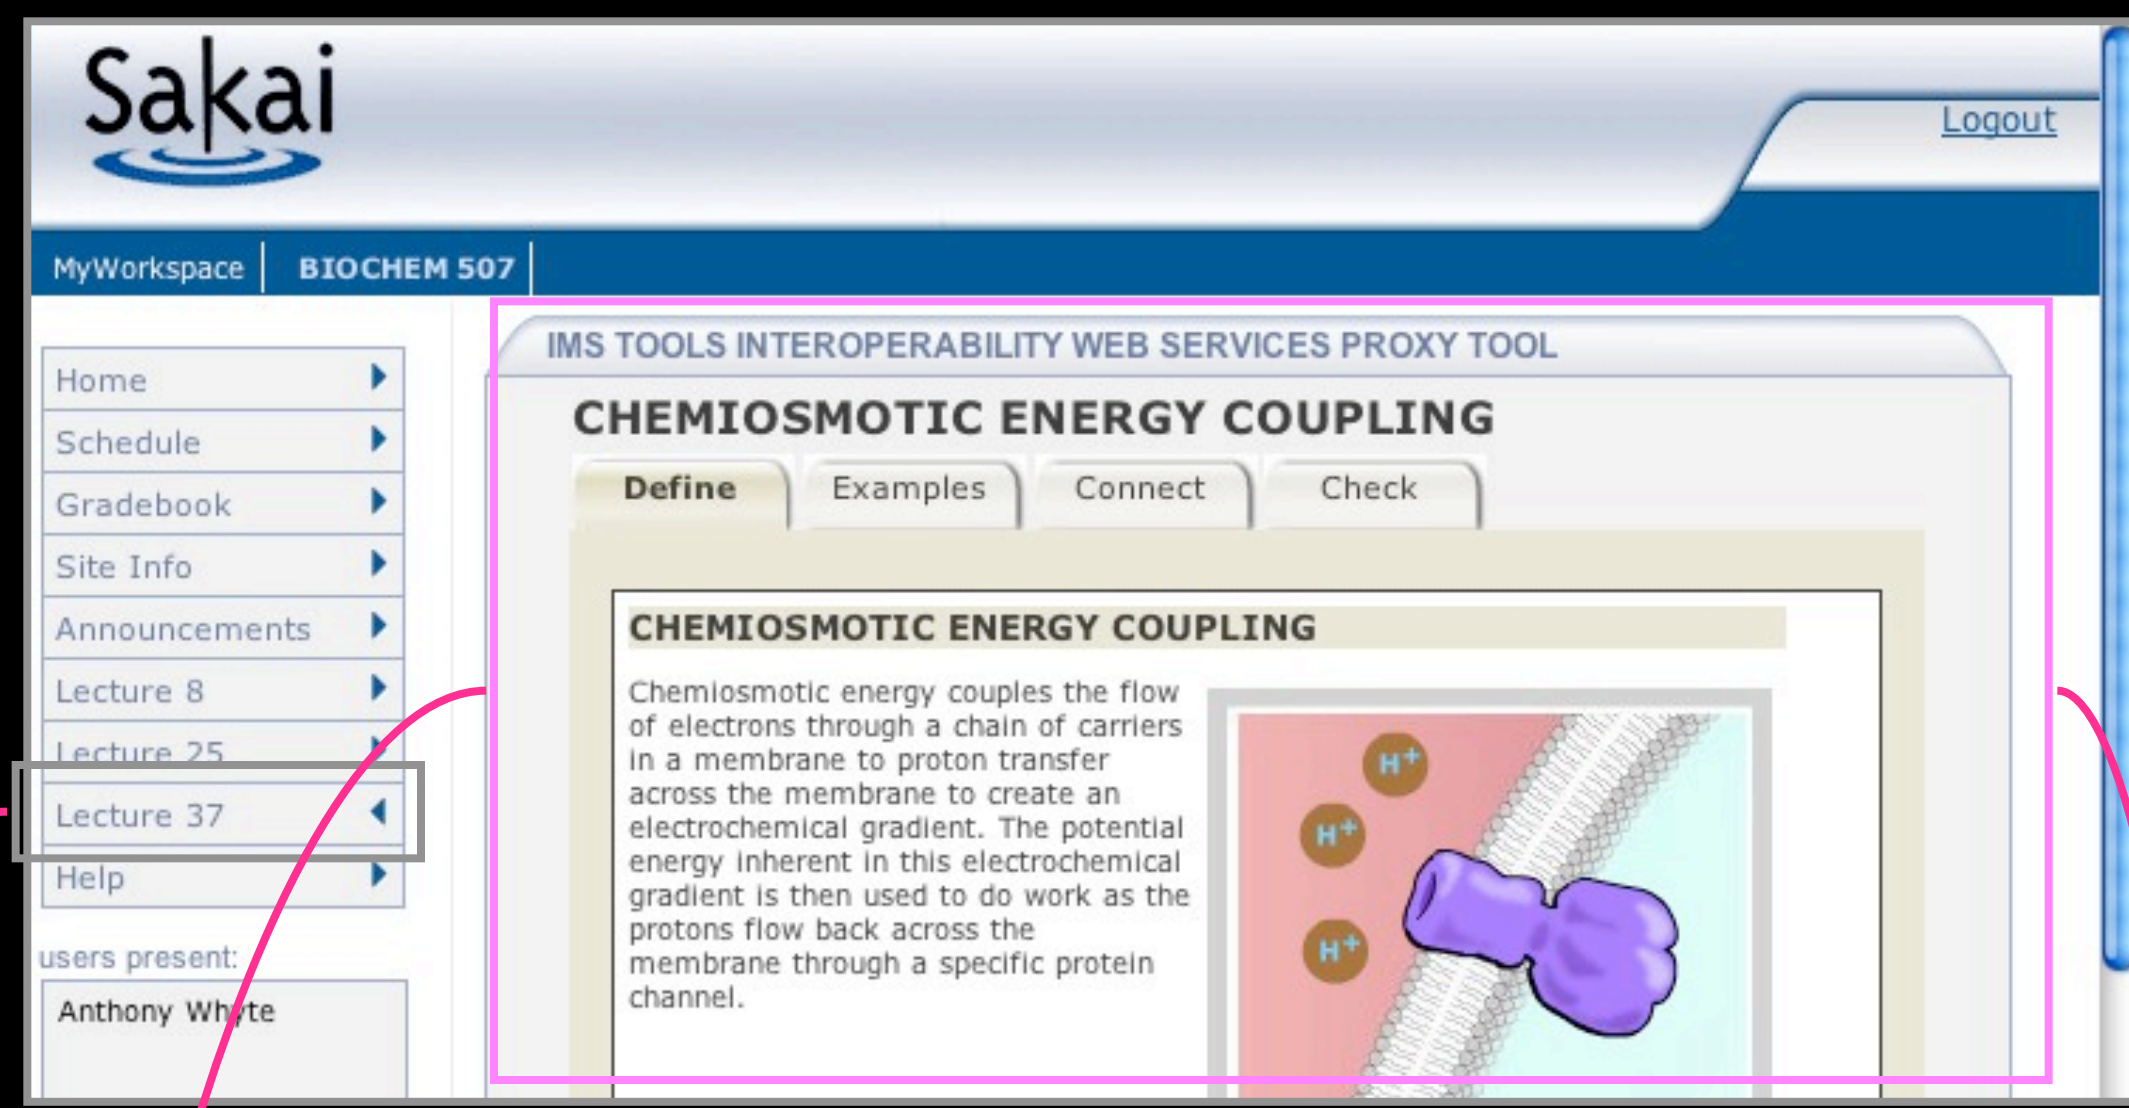 Sakai
Logout
MyWorkspace
BIOCHEM 507
Home
Schedule
Gradebook
Site Info
Announcements
Lecture 8
Lecture 25
Lecture 37
Help
users present:
Anthony Whyte
IMS TOOLS INTEROPERABILITY WEB SERVICES PROXY TOOL
CHEMIOSMOTIC ENERGY COUPLING
Define
Examples
Connect
Check
CHEMIOSMOTIC ENERGY COUPLING
Chemiosmotic energy couples the flow
of electrons through a chain of carriers
in a membrane to proton transfer
across the membrane to create an
electrochemical gradient. The potential
energy inherent in this electrochemical
gradient is then used to do work as the
protons flow back across the
membrane through a specific protein
channel.
H+
H+
H+